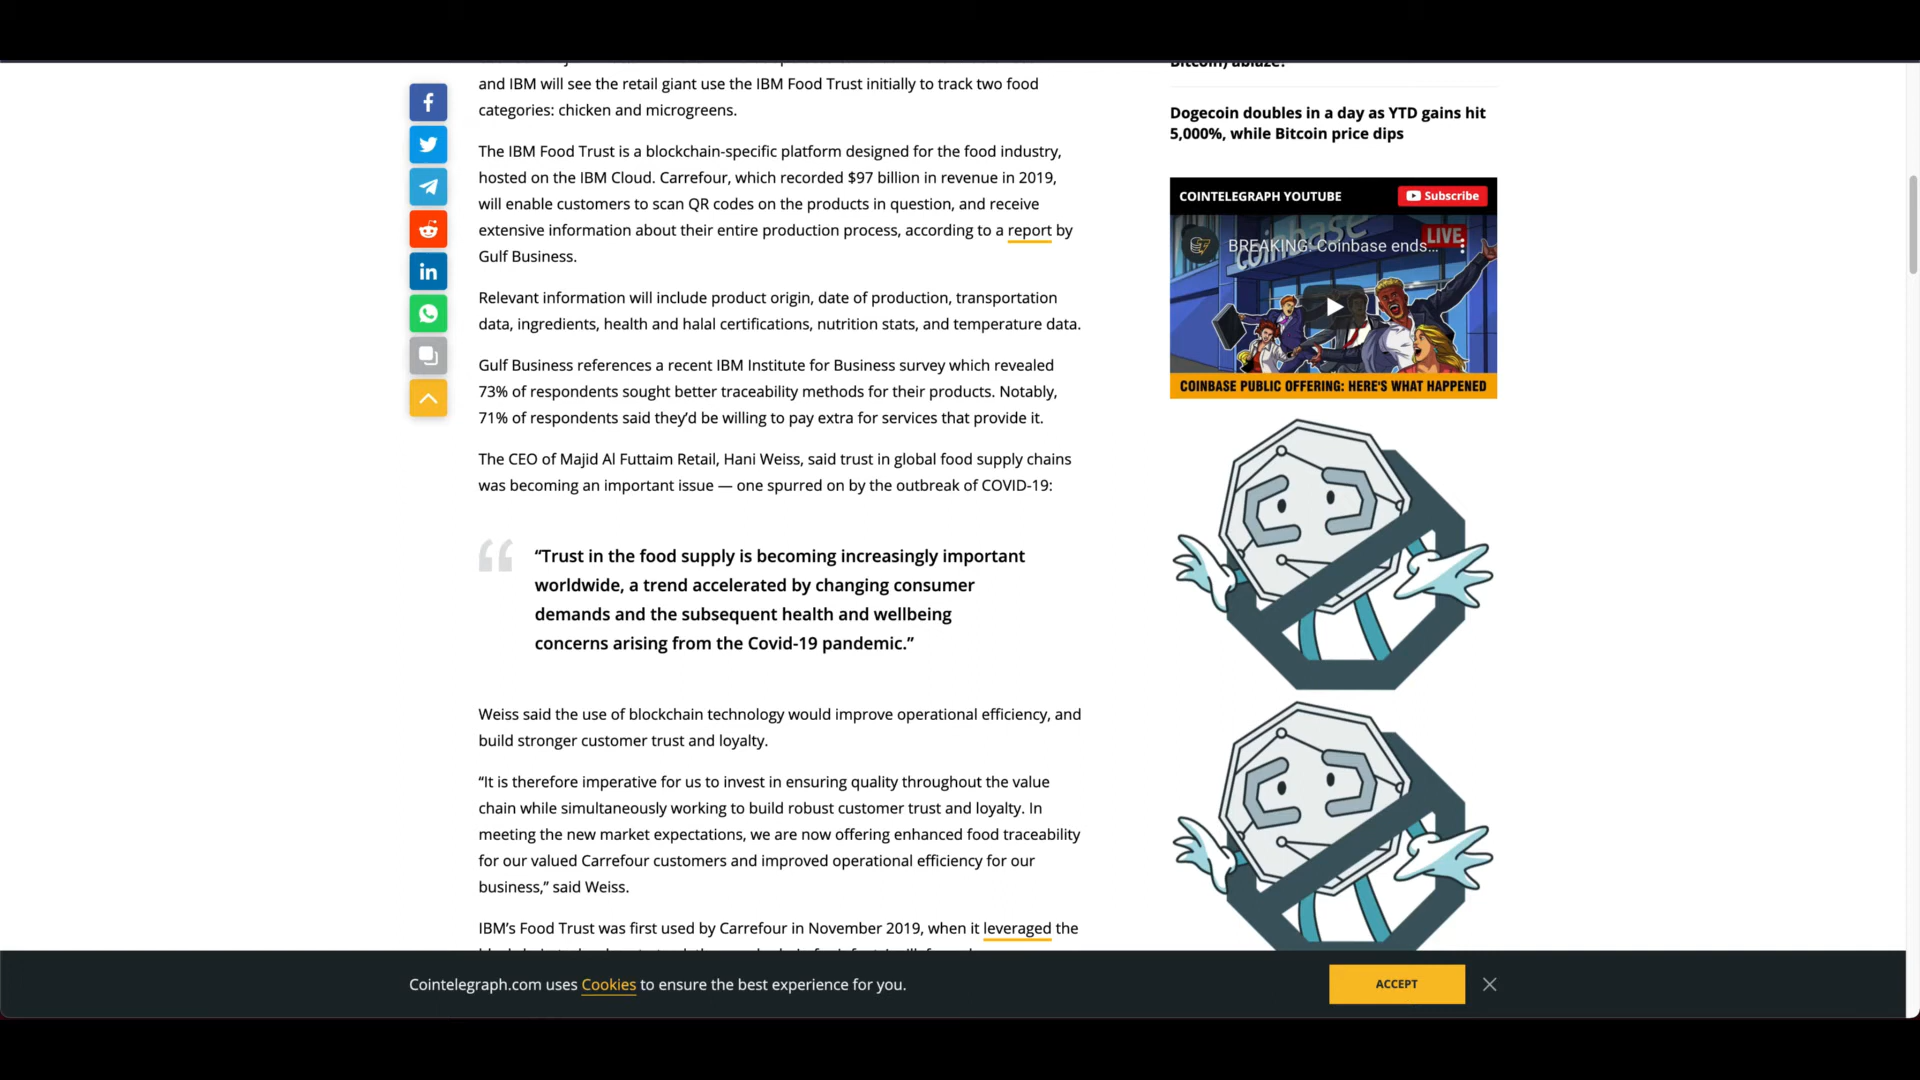 and IBM will see the retail giant use the IBM Food Trust initially to track two food
categories: chicken and microgreens.
The IBM Food Trust is a blockchain-specific platform designed for the food industry,
hosted on the IBM Cloud. Carrefour, which recorded $97 billion in revenue in 2019,
will enable customers to scan QR codes on the products in question, and receive
extensive information about their entire production process, according to a report by
Gulf Business.
Relevant information will include product origin, date of production, transportation
data, ingredients, health and halal certifications, nutrition stats, and temperature data.
Gulf Business references a recent IBM Institute for Business survey which revealed
73% of respondents sought better traceability methods for their products. Notably,
71% of respondents said they’d be willing to pay extra for services that provide it.
The CEO of Majid Al Futtaim Retail, Hani Weiss, said trust in global food supply chains
was becoming an important issue — one spurred on by the outbreak of COVID-19:
“Trust in the food supply is becoming increasingly important
worldwide, a trend accelerated by changing consumer
demands and the subsequent health and wellbeing
concerns arising from the Covid-19 pandemic.”
Weiss said the use of blockchain technology would improve operational efficiency, and
build stronger customer trust and loyalty.
“It is therefore imperative for us to invest in ensuring quality throughout the value
chain while simultaneously working to build robust customer trust and loyalty. In
meeting the new market expectations, we are now offering enhanced food traceability
for our valued Carrefour customers and improved operational efficiency for our
business,” said Weiss.
IBM’s Food Trust was first used by Carrefour in November 2019, when it leveraged the
Bitcoin) ablaze?
Dogecoin doubles in a day as YTD gains hit
5,000%, while Bitcoin price dips
COINTELEGRAPH YOUTUBE
Subscribe
BREAKING: Coinbase ends...
LIVE
coinbase
COINBASE PUBLIC OFFERING: HERE'S WHAT HAPPENED
Cointelegraph.com uses Cookies to ensure the best experience for you.
ACCEPT